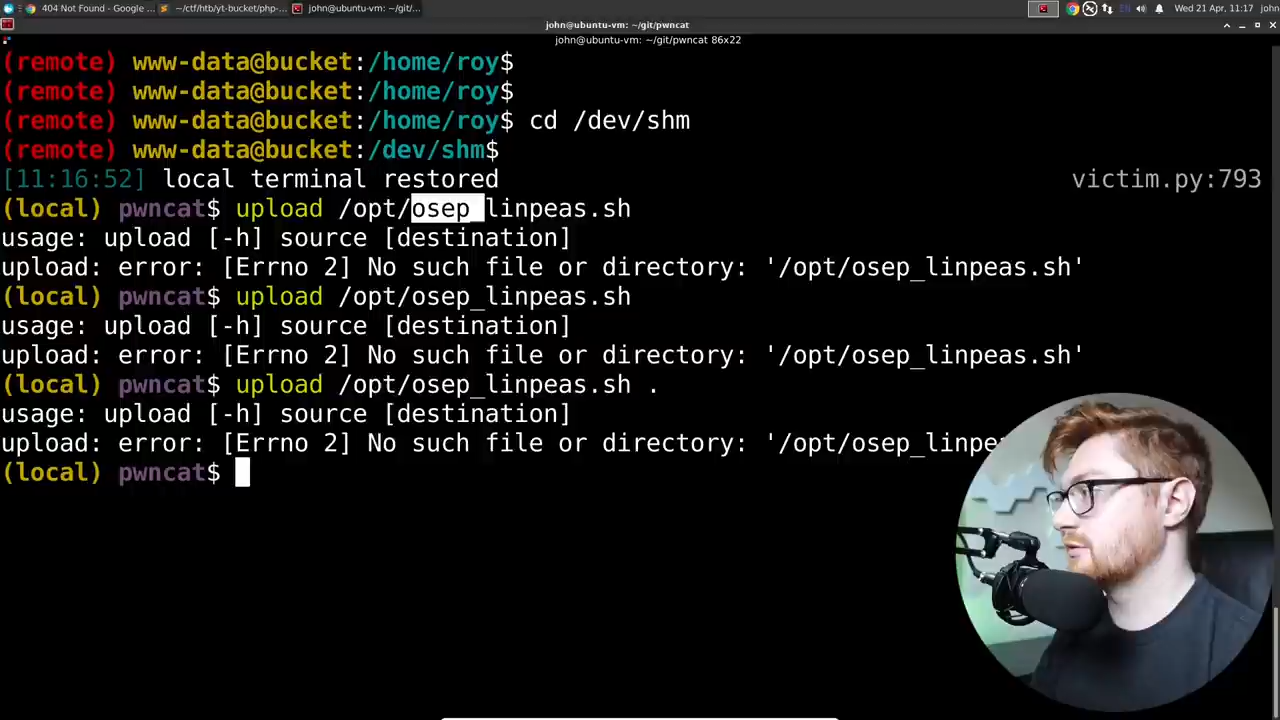 404 Not Found - Google ...
~/ctf/htb/yt-bucket/php-...
john@ubuntu-vm: ~/git/...
EN
Wed 21 Apr, 11:17
john
john@ubuntu-vm: ~/git/pwncat
john@ubuntu-vm: ~/git/pwncat 86x22
(remote) www-data@bucket:/home/roy$
(remote) www-data@bucket:/home/roy$
(remote) www-data@bucket:/home/roy$ cd /dev/shm
(remote) www-data@bucket:/dev/shm$
[11:16:52] local terminal restored victim.py:793
(local) pwncat$ upload /opt/osep_linpeas.sh
usage: upload [-h] source [destination]
upload: error: [Errno 2] No such file or directory: '/opt/osep_linpeas.sh'
(local) pwncat$ upload /opt/osep_linpeas.sh
usage: upload [-h] source [destination]
upload: error: [Errno 2] No such file or directory: '/opt/osep_linpeas.sh'
(local) pwncat$ upload /opt/osep_linpeas.sh .
usage: upload [-h] source [destination]
upload: error: [Errno 2] No such file or directory: '/opt/osep_linpe
(local) pwncat$